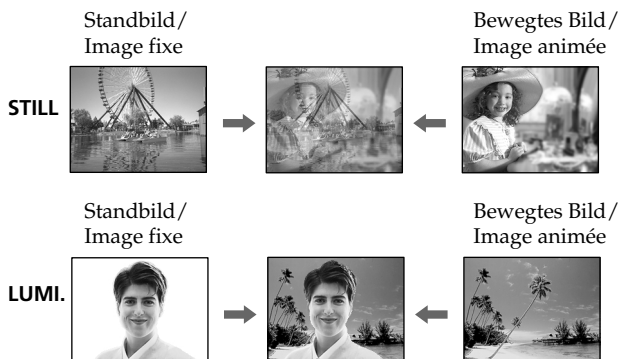 Standbild/
Image fixe
Bewegtes Bild/
Image animée
STILL
Standbild/
Image fixe
Bewegtes Bild/
Image animée
LUMI.